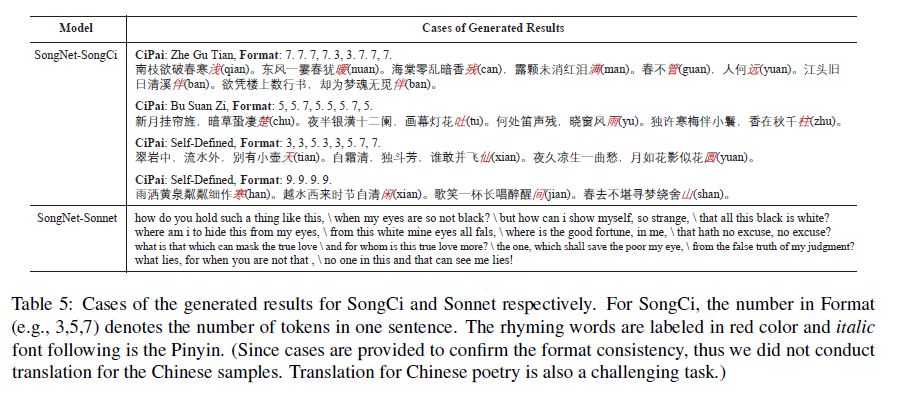 Model Cases of Generated Results
SongNet-SongCi CiPai: Zhe Gu Tian, Format: 7. 7. 7, 7. 3, 3. 7. 7, 7.
南枝欲破春寒浅(qian)。东风一霎春犹暖(nuan)。海棠零乱暗香残(can)，露颗未消红泪满(man)。春不管(guan)，人何远(yuan)。江头旧
日清溪伴(ban)。欲凭楼上数行书，却为梦魂无觅伴(ban)。
CiPai: Bu Suan Zi, Format: 5, 5. 7, 5. 5, 5. 7, 5.
新月挂帘旌，暗草蛩凄楚(chu)。夜半银潢十二阑，画幕灯花吐(tu)。何处笛声残，晓窗风雨(yu)。独许寒梅伴小鬟，香在秋千柱(zhu)。
CiPai: Self-Defined, Format: 3, 3, 5. 3, 3, 5. 7, 7.
翠岩中，流水外，别有小壶天(tian)。自霜清，独斗芳，谁敢并飞仙(xian)。夜久凉生一曲愁，月如花影似花圆(yuan)。
CiPai: Self-Defined, Format: 9. 9. 9. 9.
雨洒黄泉粼粼细作寒(han)。越水西来时节自清闲(xian)。歌笑一杯长唱醉醒间(jian)。春去不堪寻梦绕舍山(shan)。
SongNet-Sonnet how do you hold such a thing like this, \ when my eyes are so not black? \ but how can i show myself, so strange, \ that all this black is white?
where am i to hide this from my eyes, \ from this white mine eyes all fals, \ where is the good fortune, in me, \ that hath no excuse, no excuse?
what is that which can mask the true love \ and for whom is this true love more? \ the one, which shall save the poor my eye, \ from the false truth of my judgment?
what lies, for when you are not that , \ no one in this and that can see me lies!
Table 5: Cases of the generated results for SongCi and Sonnet respectively. For SongCi, the number in Format
(e.g., 3,5,7) denotes the number of tokens in one sentence. The rhyming words are labeled in red color and italic
font following is the Pinyin. (Since cases are provided to confirm the format consistency, thus we did not conduct
translation for the Chinese samples. Translation for Chinese poetry is also a challenging task.)